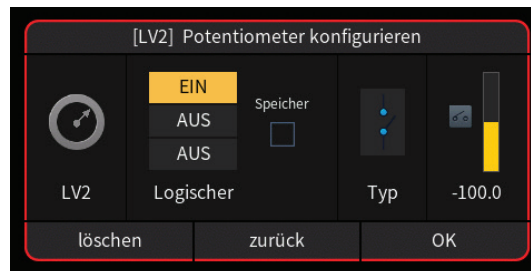 [LV2] Potentiometer konfigurieren
EIN
AUS
AUS
Speicher
LV2
Logischer
Typ
-100.0
löschen
zurück
OK